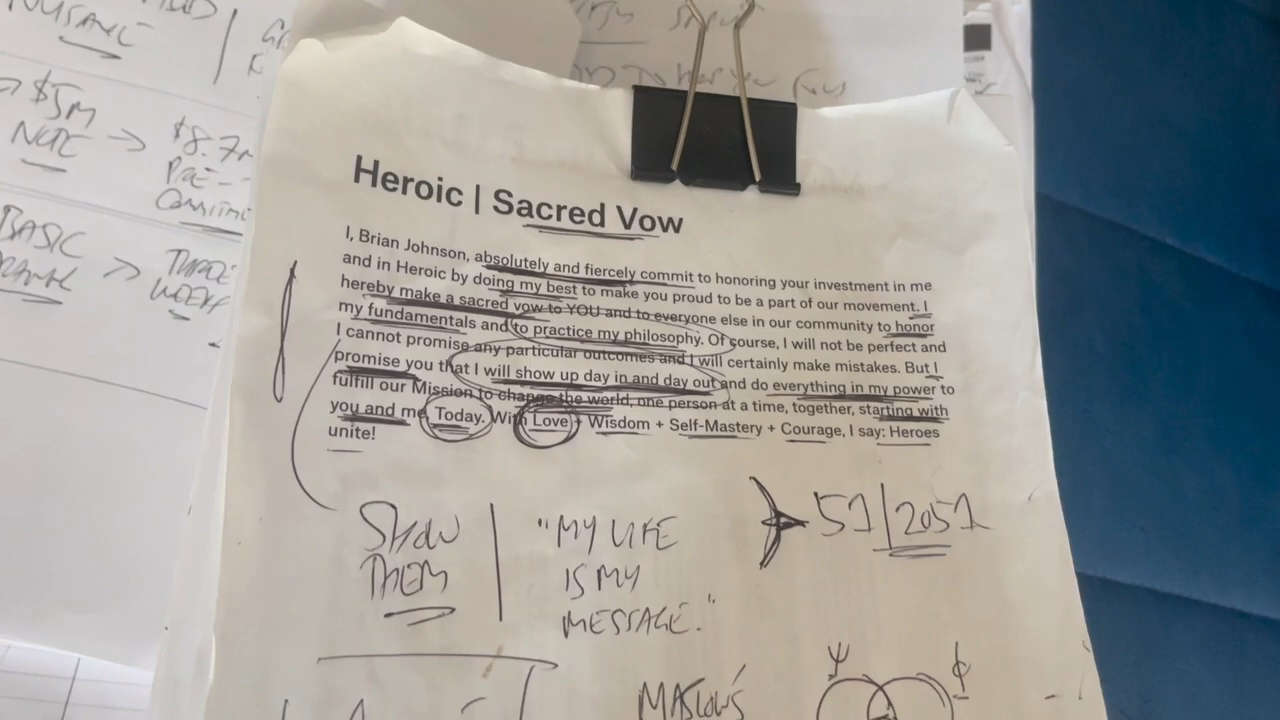 NUISANCE
$5M
NOTE → $8.7M
PRE-
BASIC
> THREE
WEEKS
Heroic | Sacred Vow
I, Brian Johnson, absolutely and fiercely commit to honoring your investment in me
and in Heroic by doing my best to make you proud to be a part of our movement. I
hereby make a sacred vow to YOU and to everyone else in our community to honor
my fundamentals and to practice my philosophy. Of course, I will not be perfect and
I cannot promise any particular outcomes and I will certainly make mistakes. But I
promise you that I will show up day in and day out and do everything in my power to
fulfill our Mission to change the world, one person at a time, together, starting with
you and me Today. With Love + Wisdom + Self-Mastery + Courage, I say: Heroes
unite!
SHOW
THEM
"MY LIFE
IS MY
MESSAGE."
51/2051
MASLOW'S
Ψ
ϕ